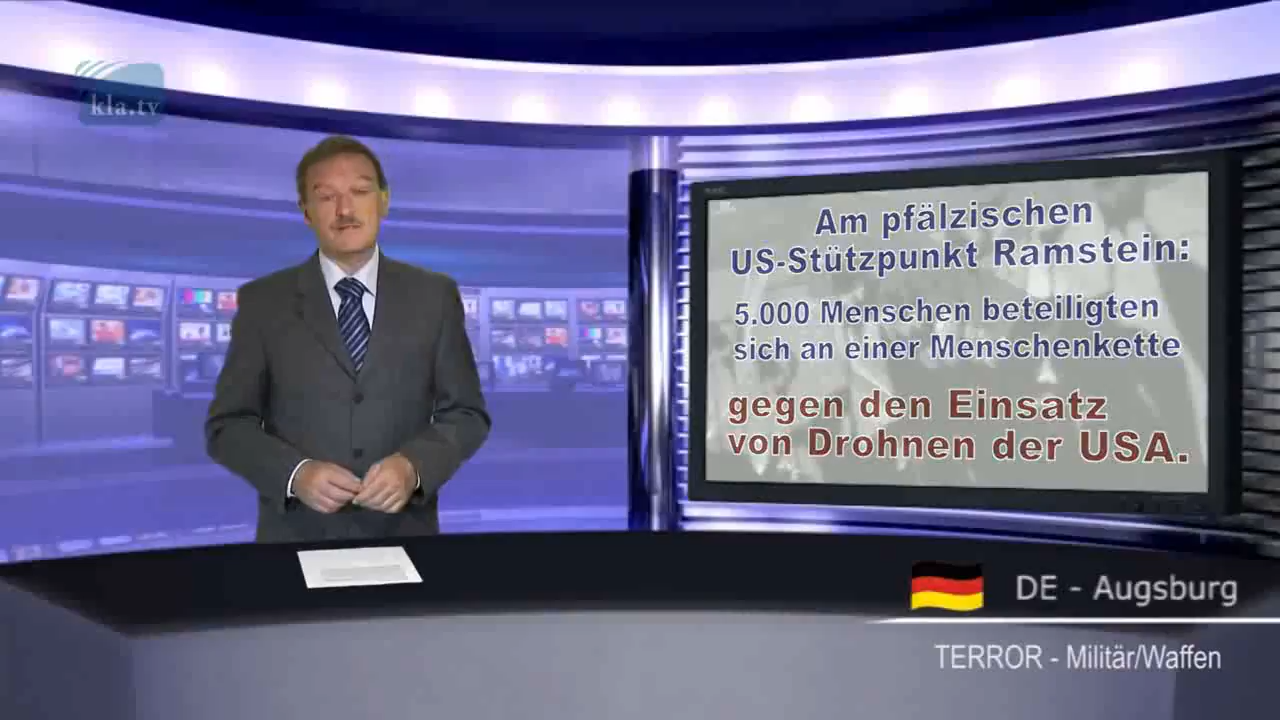 kla.tv
Am pfälzischen
US-Stützpunkt Ramstein:
5.000 Menschen beteiligten
sich an einer Menschenkette
gegen den Einsatz
von Drohnen der USA.
DE - Augsburg
TERROR - Militär/Waffen